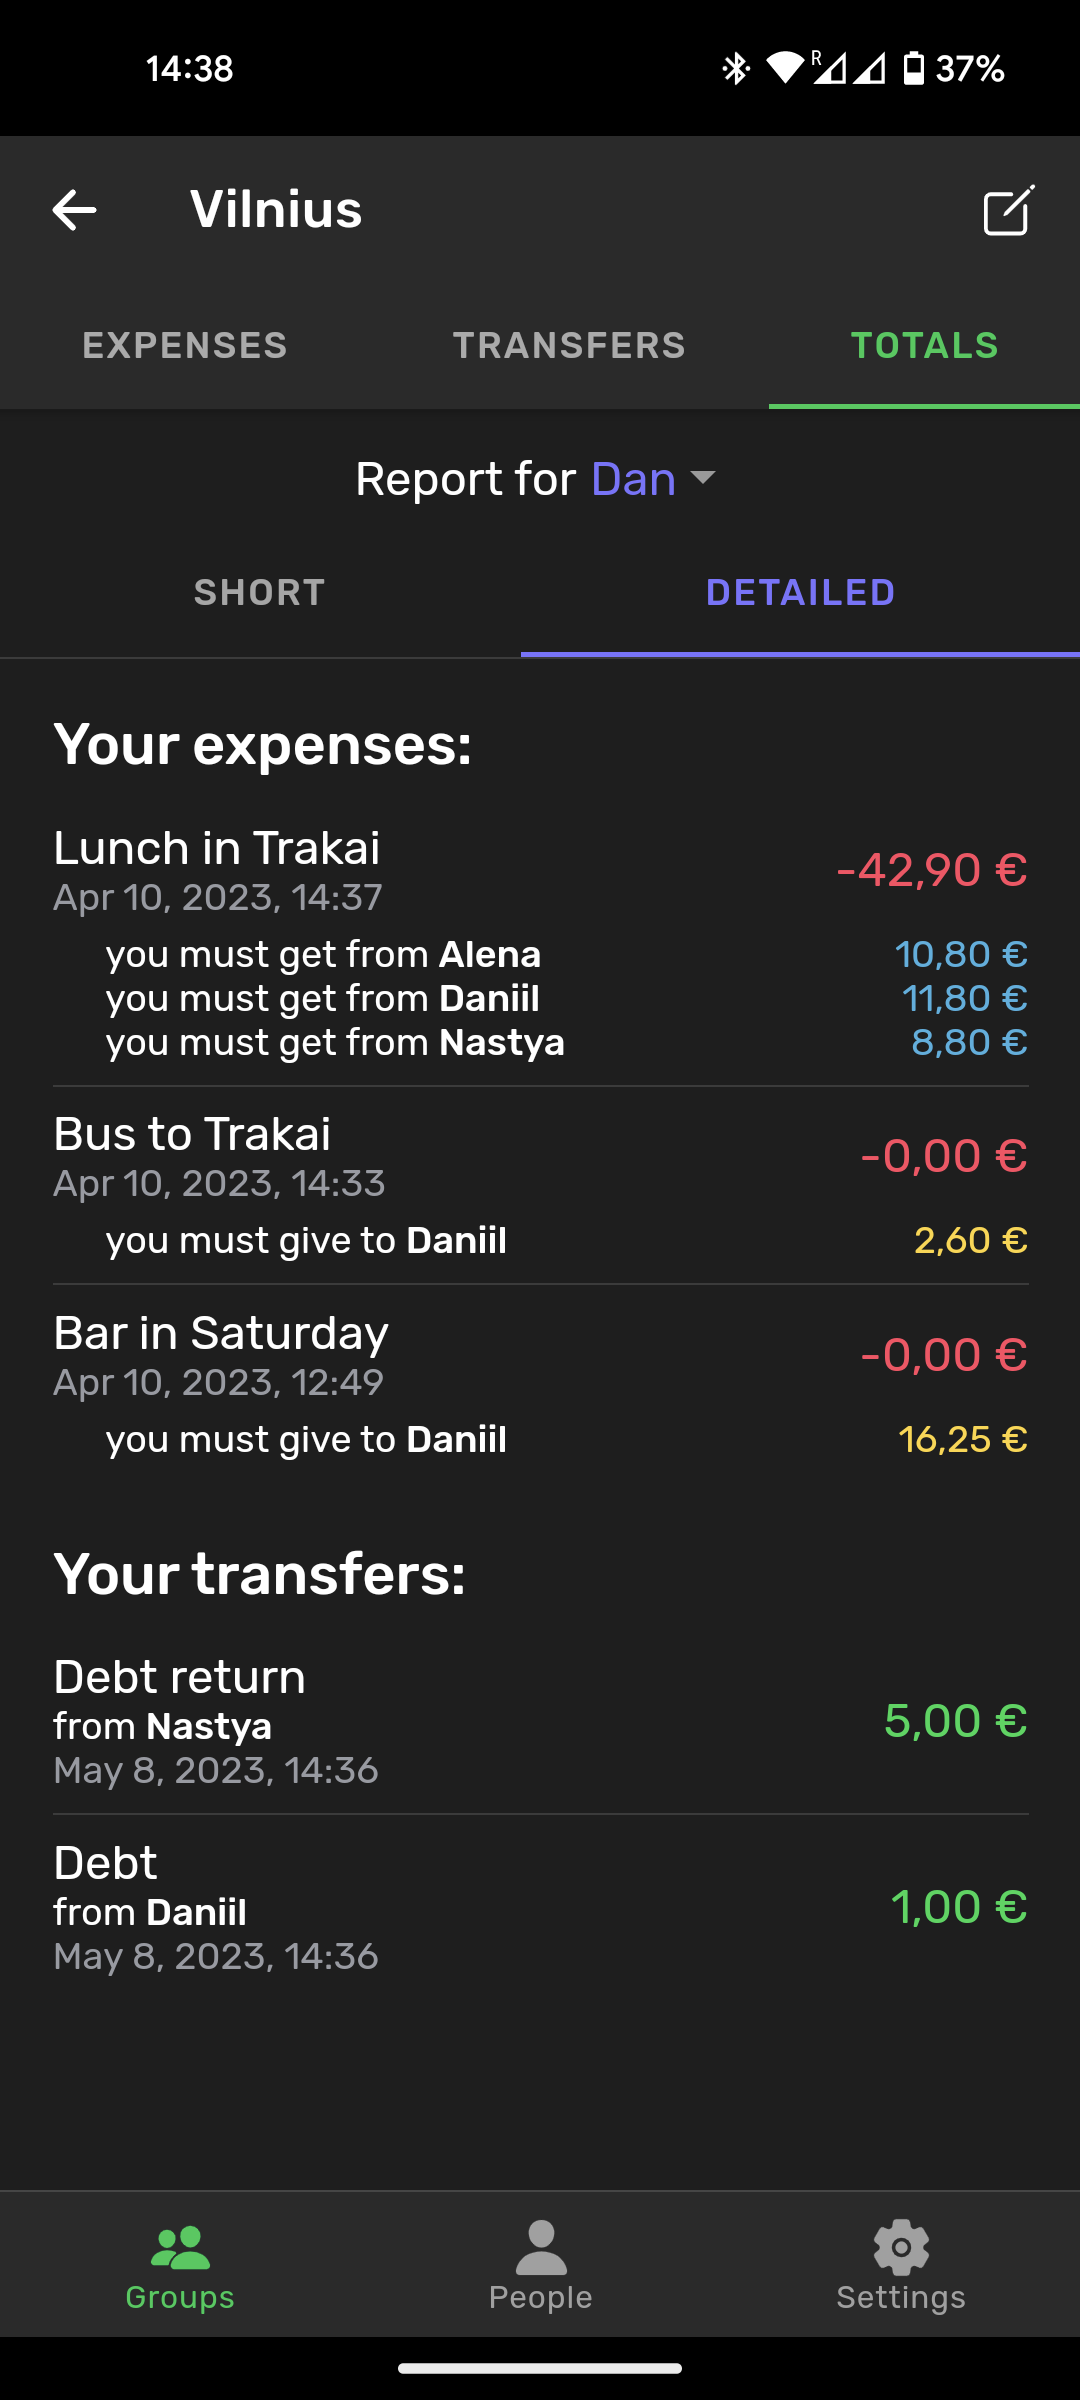 14:38
R 37%
Vilnius
EXPENSES TRANSFERS TOTALS
Report for Dan
SHORT DETAILED
Your expenses:
Lunch in Trakai
-42,90 €
Apr 10, 2023, 14:37
you must get from Alena 10,80 €
you must get from Daniil 11,80 €
you must get from Nastya 8,80 €
Bus to Trakai
-0,00 €
Apr 10, 2023, 14:33
you must give to Daniil 2,60 €
Bar in Saturday
-0,00 €
Apr 10, 2023, 12:49
you must give to Daniil 16,25 €
Your transfers:
Debt return
from Nastya 5,00 €
May 8, 2023, 14:36
Debt
from Daniil 1,00 €
May 8, 2023, 14:36
Groups People Settings